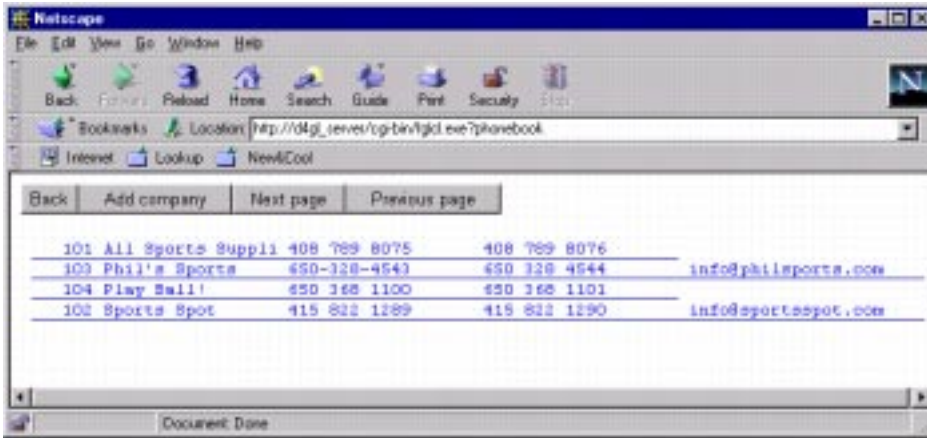 Netscape
File Edit View Go Window Help
Back Forward Reload Home Search Guide Print Security Stop
Bookmarks Location: http://d4gl_server/cgi-bin/fglcl.exe?phonebook
Internet Lookup New&Cool
Back Add company Next page Previous page
101 All Sports Suppli 408 789 8075 408 789 8076
103 Phil's Sports 650-328-4543 650 328 4544 info@philsports.com
104 Play Ball! 650 368 1100 650 368 1101
102 Sports Spot 415 822 1289 415 822 1290 info@sportsspot.com
Document: Done